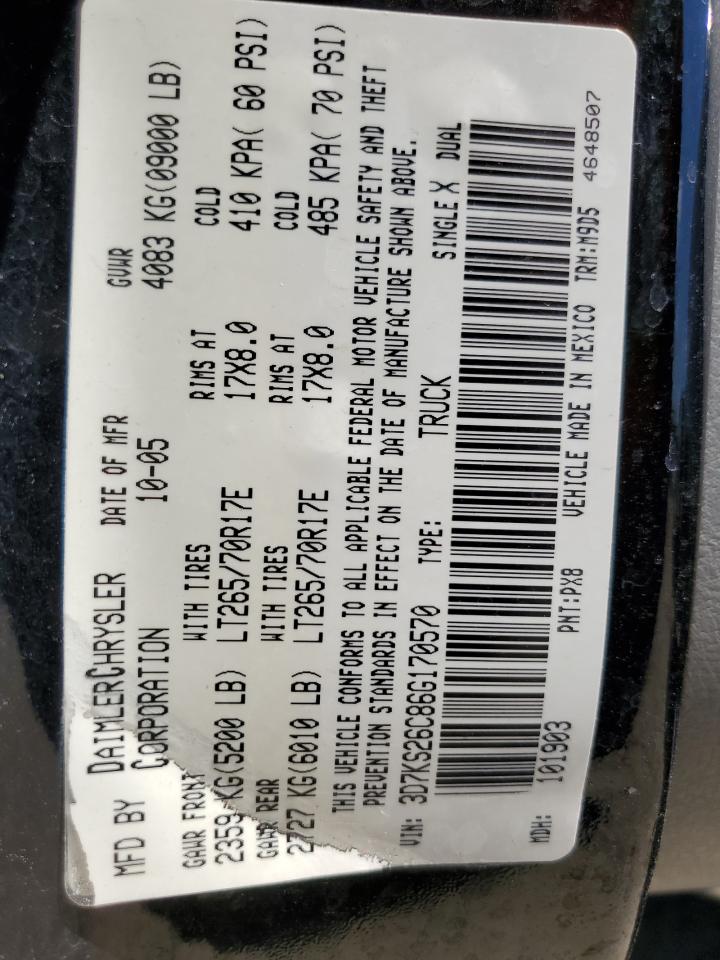 MFD BY DAIMLERCHRYSLER CORPORATION DATE OF MFR 10-05 GVWR 4083 KG(09000 LB)
GAWR FRONT WITH TIRES RIMS AT COLD
2359 KG(5200 LB) LT265/70R17E 17X8.0 410 KPA( 60 PSI)
GAWR REAR WITH TIRES RIMS AT COLD
2727 KG(6010 LB) LT265/70R17E 17X8.0 485 KPA( 70 PSI)
THIS VEHICLE CONFORMS TO ALL APPLICABLE FEDERAL MOTOR VEHICLE SAFETY AND THEFT
PREVENTION STANDARDS IN EFFECT ON THE DATE OF MANUFACTURE SHOWN ABOVE.
VIN: 3D7KS26C86G170570 TYPE: TRUCK SINGLE X DUAL
MDH: 101903 PNT:PX8 VEHICLE MADE IN MEXICO TRM:M9D5 4648507